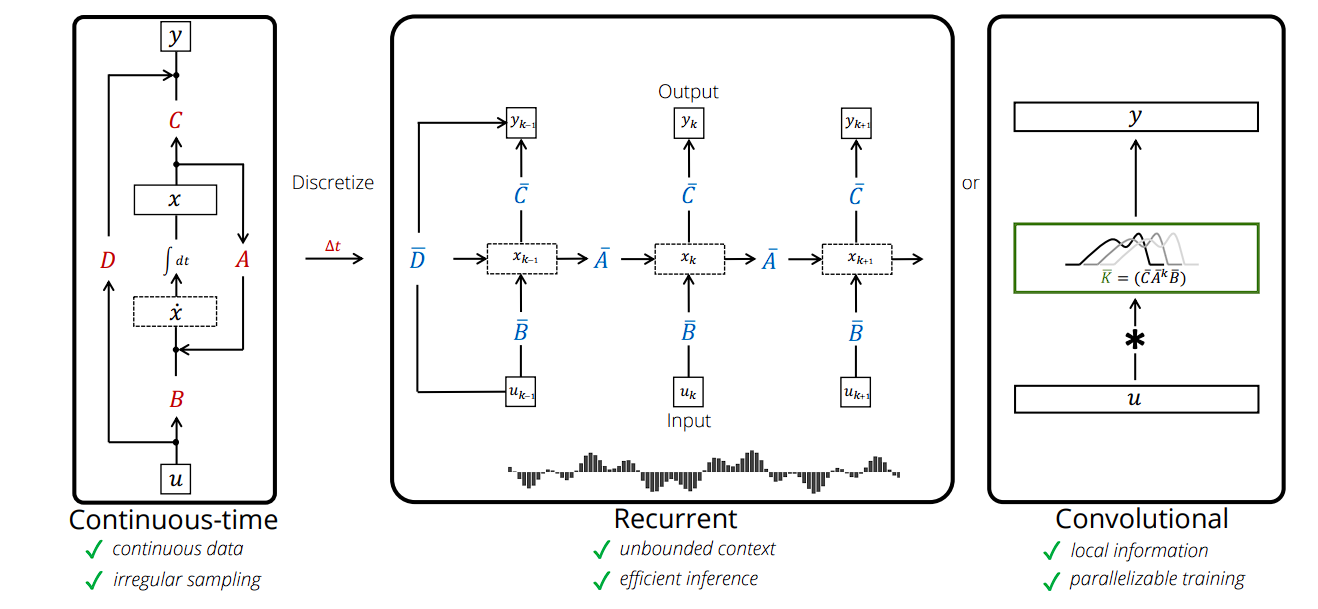 y
C
x
∫ dt
D
A
ẋ
B
u
Continuous-time
✓ continuous data
✓ irregular sampling
Discretize
Δt
Output
y_{k-1} y_k y_{k+1}
C̅ C̅ C̅
D̅ x_{k-1} A̅ x_k A̅ x_{k+1}
B̅ B̅ B̅
u_{k-1} u_k u_{k+1}
Input
Recurrent
✓ unbounded context
✓ efficient inference
or
y
K̅ = (C̅A̅ᵏB̅)
*
u
Convolutional
✓ local information
✓ parallelizable training